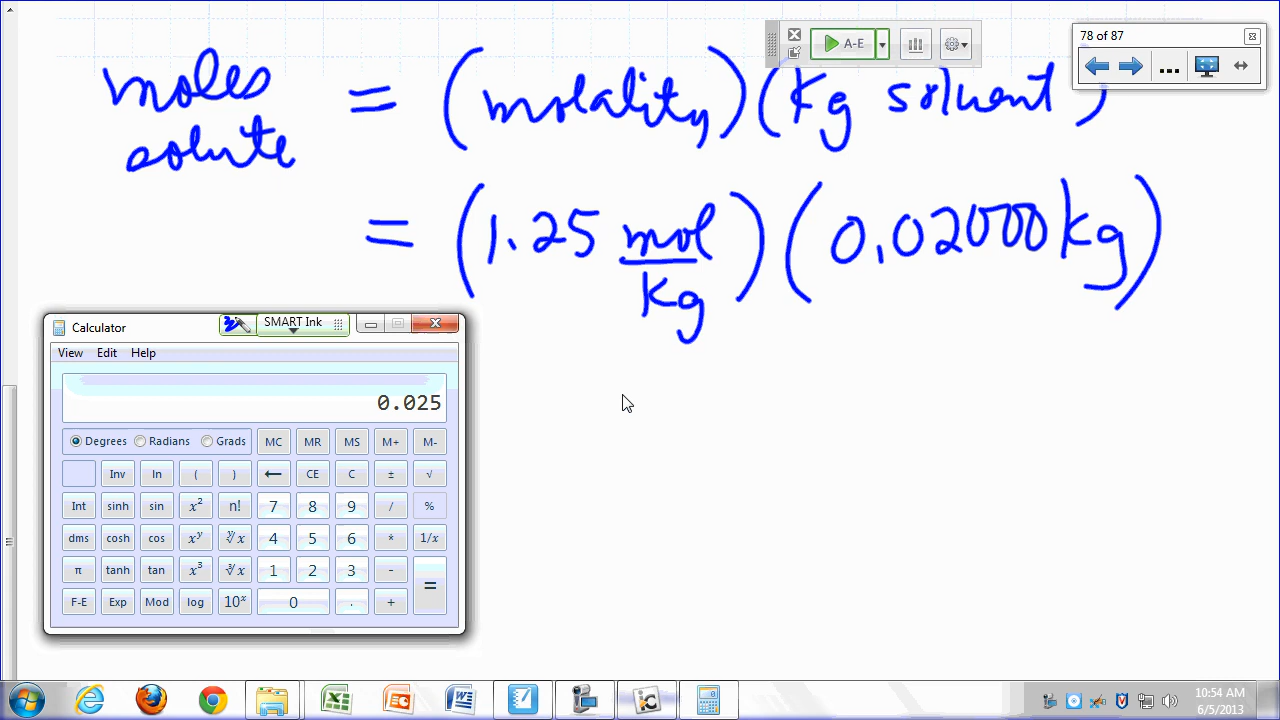 78 of 87
A-E
moles = (molality)(kg solvent)
solute
= (1.25 mol/kg)(0.02000 kg)
Calculator
SMART Ink
View Edit Help
0.025
Degrees Radians Grads MC MR MS M+ M-
Inv ln ( ) ← CE C ± √
Int sinh sin x² n! 7 8 9 / %
dms cosh cos xʸ ʸ√x 4 5 6 * 1/x
π tanh tan x³ ³√x 1 2 3 - =
F-E Exp Mod log 10ˣ 0 . +
10:54 AM
6/5/2013